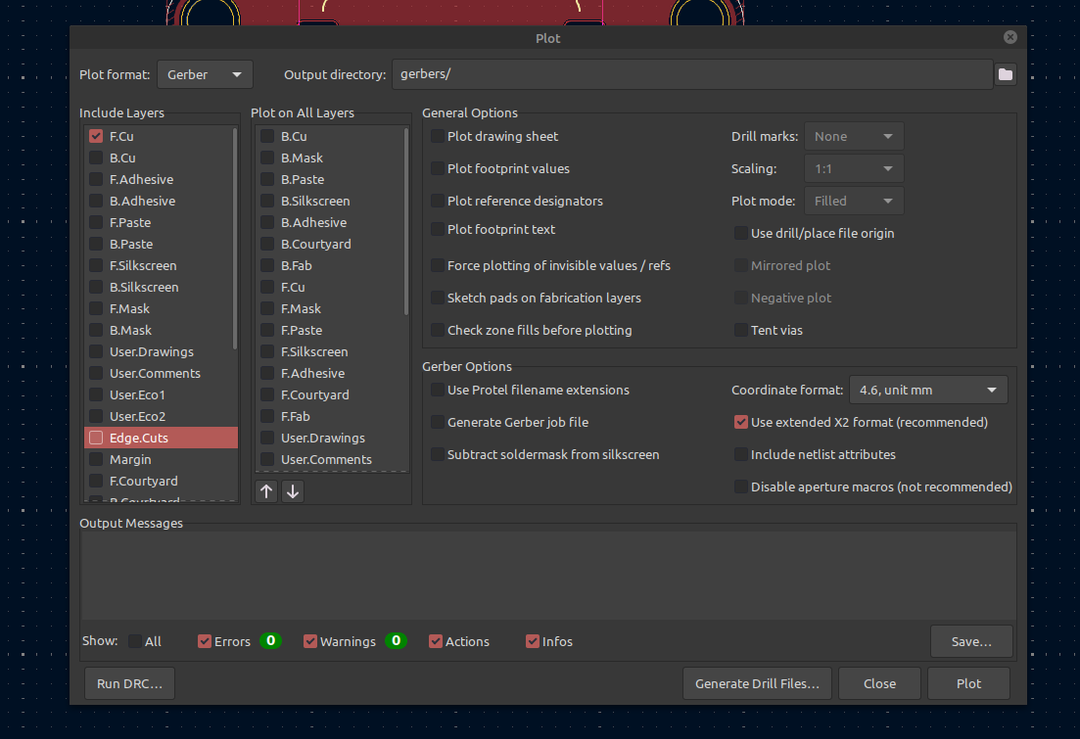 Plot
Plot format: Gerber Output directory: gerbers/
Include Layers
F.Cu
B.Cu
F.Adhesive
B.Adhesive
F.Paste
B.Paste
F.Silkscreen
B.Silkscreen
F.Mask
B.Mask
User.Drawings
User.Comments
User.Eco1
User.Eco2
Edge.Cuts
Margin
F.Courtyard
B.Courtyard
Plot on All Layers
B.Cu
B.Mask
B.Paste
B.Silkscreen
B.Adhesive
B.Courtyard
B.Fab
F.Cu
F.Mask
F.Paste
F.Silkscreen
F.Adhesive
F.Courtyard
F.Fab
User.Drawings
User.Comments
General Options
Plot drawing sheet
Plot footprint values
Plot reference designators
Plot footprint text
Force plotting of invisible values / refs
Sketch pads on fabrication layers
Check zone fills before plotting
Drill marks: None
Scaling: 1:1
Plot mode: Filled
Use drill/place file origin
Mirrored plot
Negative plot
Tent vias
Gerber Options
Use Protel filename extensions
Generate Gerber job file
Subtract soldermask from silkscreen
Coordinate format: 4.6, unit mm
Use extended X2 format (recommended)
Include netlist attributes
Disable aperture macros (not recommended)
Output Messages
Show: All Errors 0 Warnings 0 Actions Infos Save...
Run DRC... Generate Drill Files... Close Plot